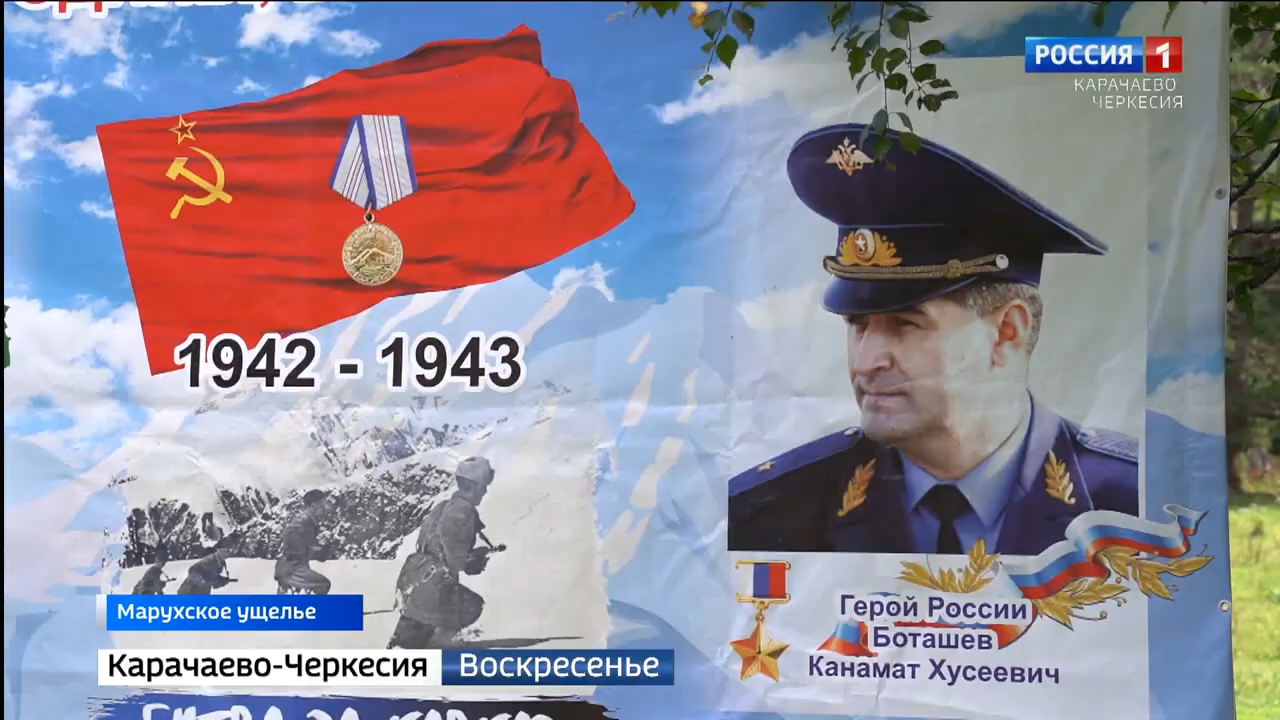 РОССИЯ 1
КАРАЧАЕВО
ЧЕРКЕСИЯ
1942 - 1943
Герой России
Боташев
Канамат Хусеевич
Марухское ущелье
Карачаево-Черкесия Воскресенье